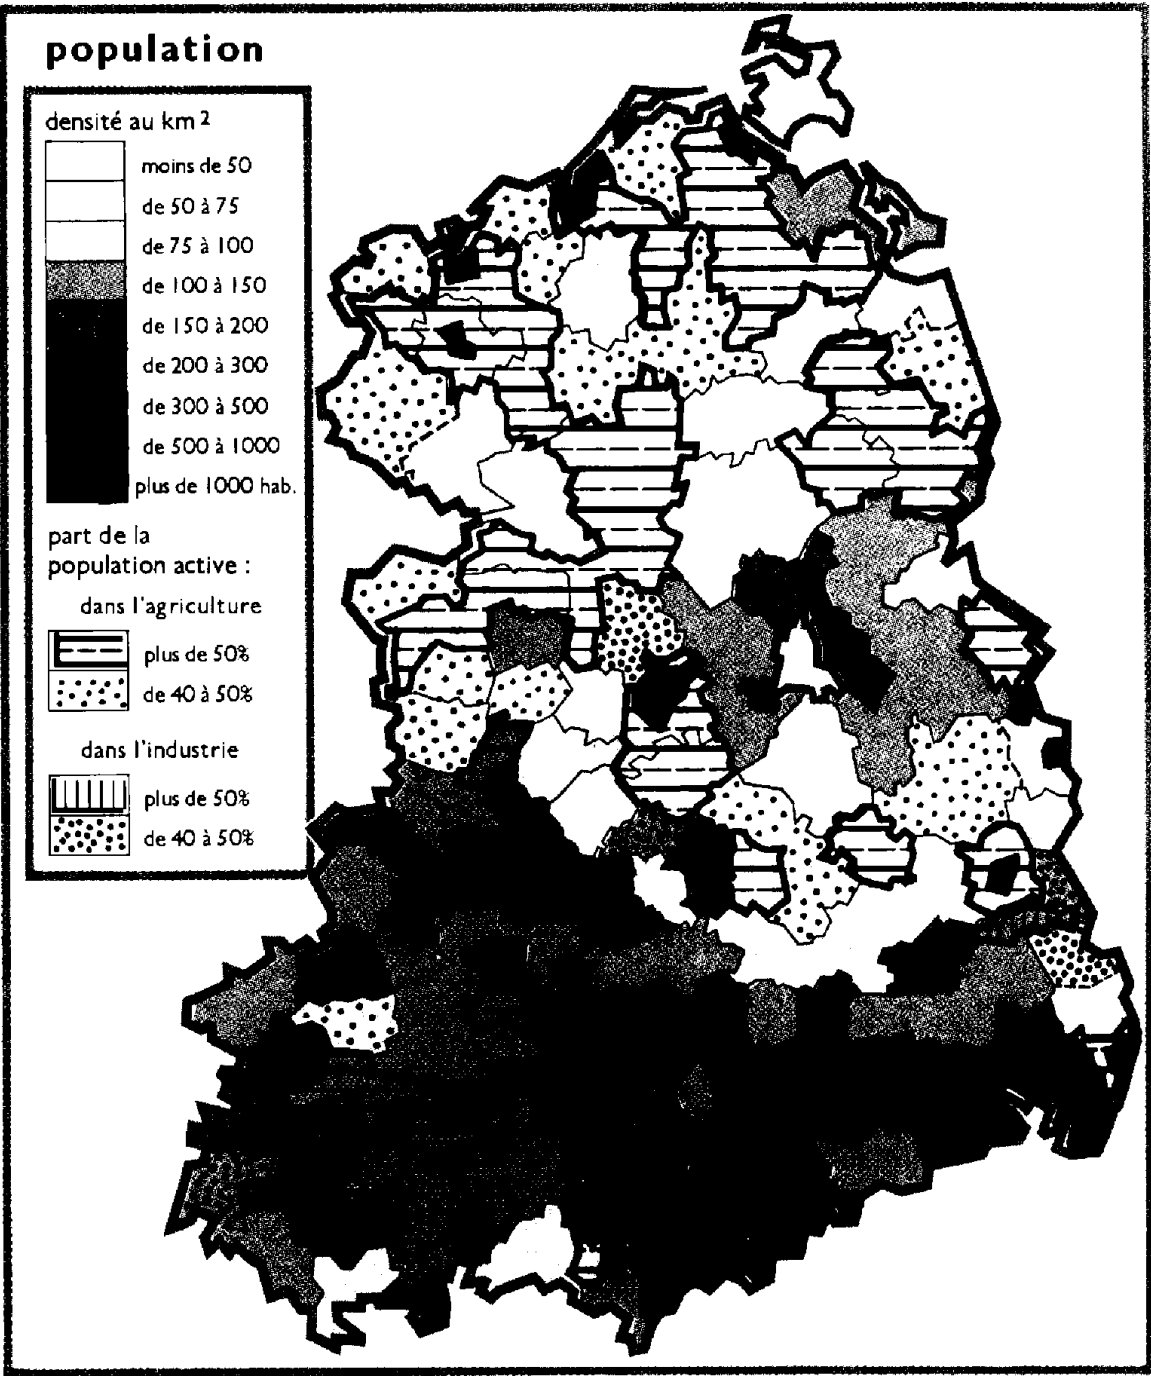 population
densité au km²
moins de 50
de 50 à 75
de 75 à 100
de 100 à 150
de 150 à 200
de 200 à 300
de 300 à 500
de 500 à 1000
plus de 1000 hab.
part de la
population active :
dans l'agriculture
plus de 50%
de 40 à 50%
dans l'industrie
plus de 50%
de 40 à 50%